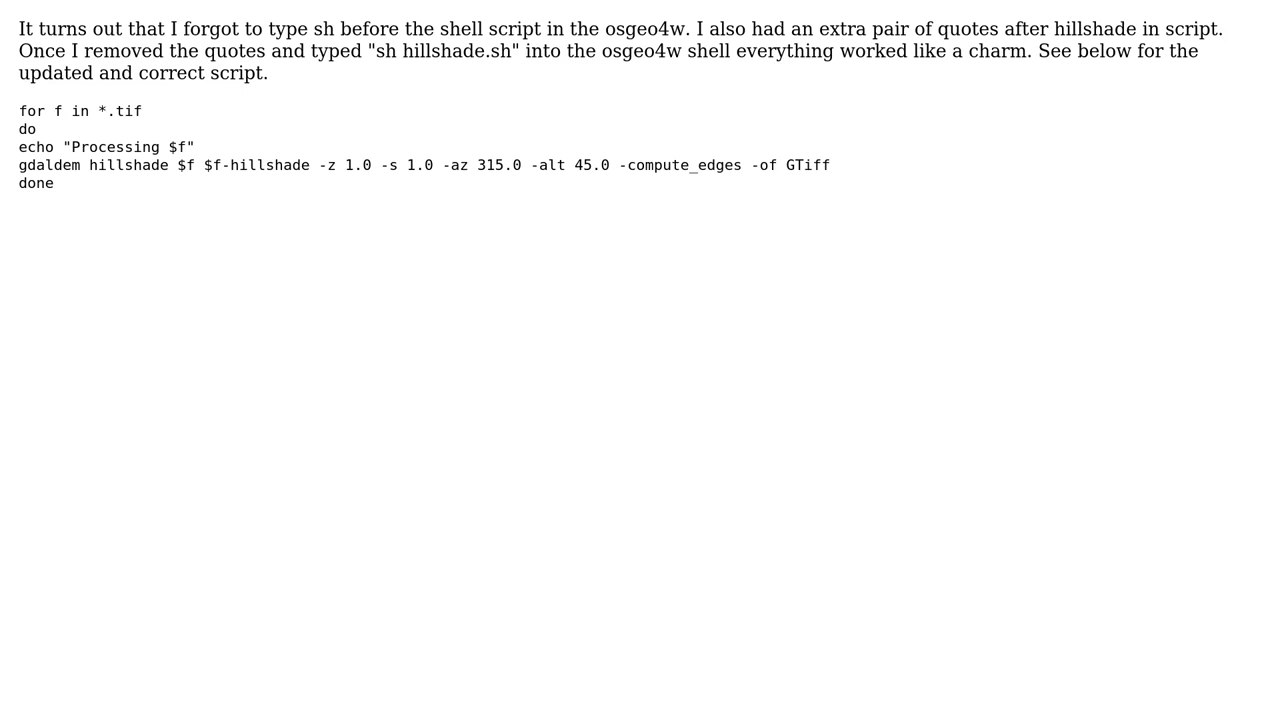 It turns out that I forgot to type sh before the shell script in the osgeo4w. I also had an extra pair of quotes after hillshade in script.
Once I removed the quotes and typed "sh hillshade.sh" into the osgeo4w shell everything worked like a charm. See below for the
updated and correct script.
for f in *.tif
do
echo "Processing $f"
gdaldem hillshade $f $f-hillshade -z 1.0 -s 1.0 -az 315.0 -alt 45.0 -compute_edges -of GTiff
done